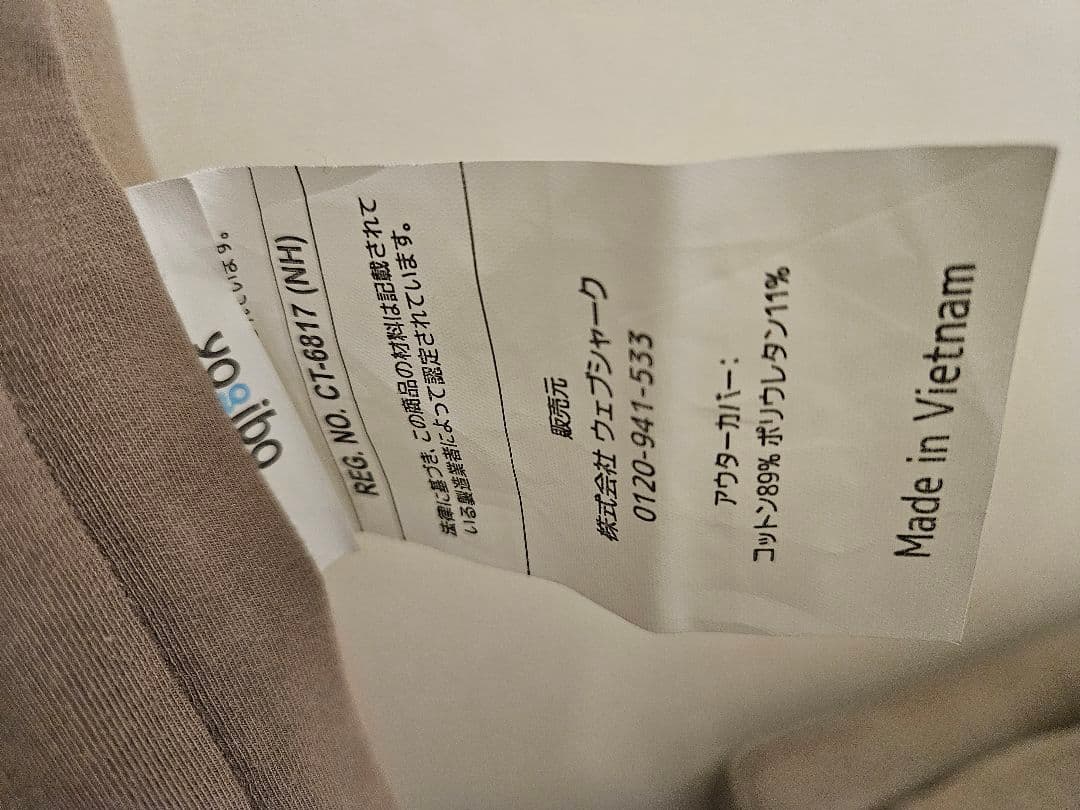 います。
REG. NO. CT-6817 (NH)
法律に基づき、この商品の材料は記載されて
いる製造業者によって認定されています。
販売元
株式会社 ウェブシャーク
0120-941-533
アウターカバー：
コットン89% ポリウレタン11%
Made in Vietnam